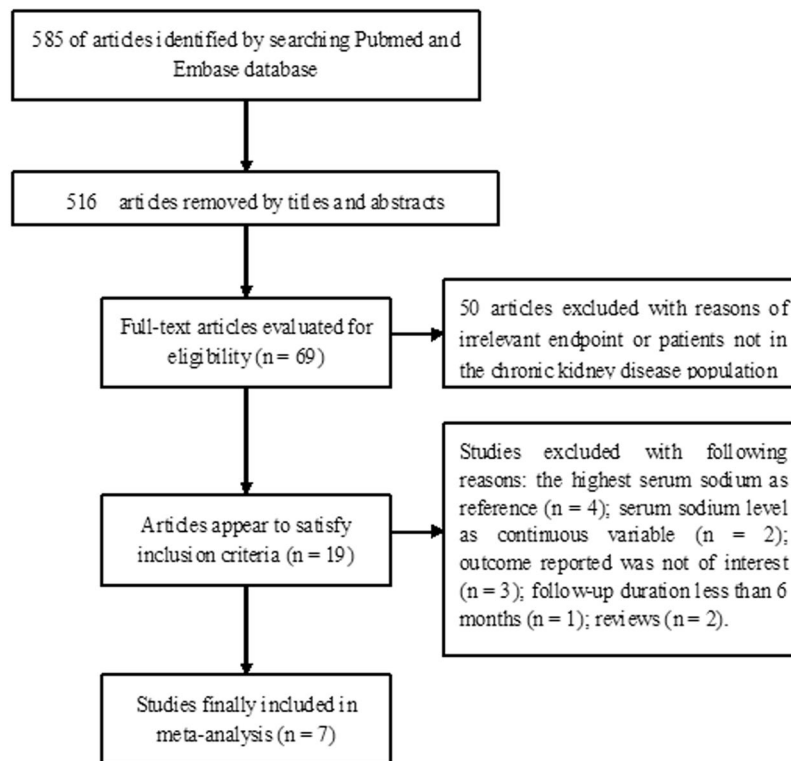 585 of articles identified by searching Pubmed and
Embase database
516 articles removed by titles and abstracts
Full-text articles evaluated for
eligibility (n = 69)
50 articles excluded with reasons of
irrelevant endpoint or patients not in
the chronic kidney disease population
Articles appear to satisfy
inclusion criteria (n = 19)
Studies excluded with following
reasons: the highest serum sodium as
reference (n = 4); serum sodium level
as continuous variable (n = 2);
outcome reported was not of interest
(n = 3); follow-up duration less than 6
months (n = 1); reviews (n = 2).
Studies finally included in
meta-analysis (n = 7)